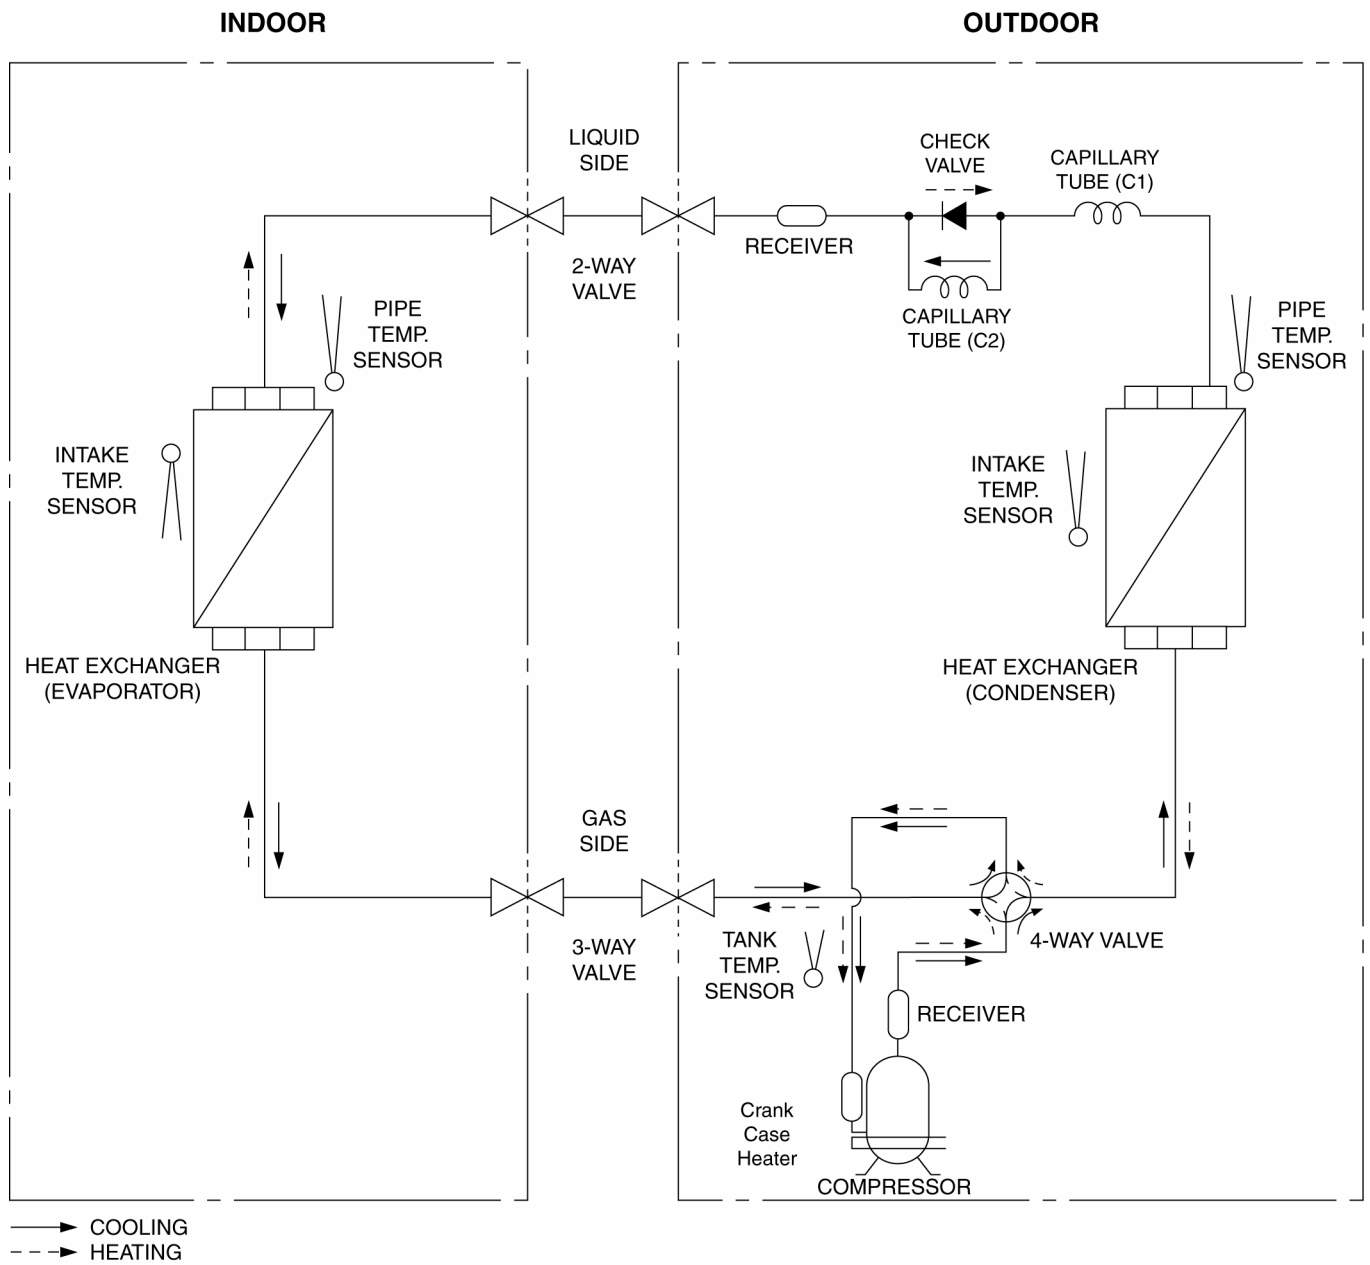 INDOOR
OUTDOOR
LIQUID
SIDE
CHECK
VALVE
CAPILLARY
TUBE (C1)
RECEIVER
2-WAY
VALVE
CAPILLARY
TUBE (C2)
PIPE
TEMP.
SENSOR
PIPE
TEMP.
SENSOR
INTAKE
TEMP.
SENSOR
INTAKE
TEMP.
SENSOR
HEAT EXCHANGER
(EVAPORATOR)
HEAT EXCHANGER
(CONDENSER)
GAS
SIDE
3-WAY
VALVE
TANK
TEMP.
SENSOR
4-WAY VALVE
RECEIVER
Crank
Case
Heater
COMPRESSOR
COOLING
HEATING